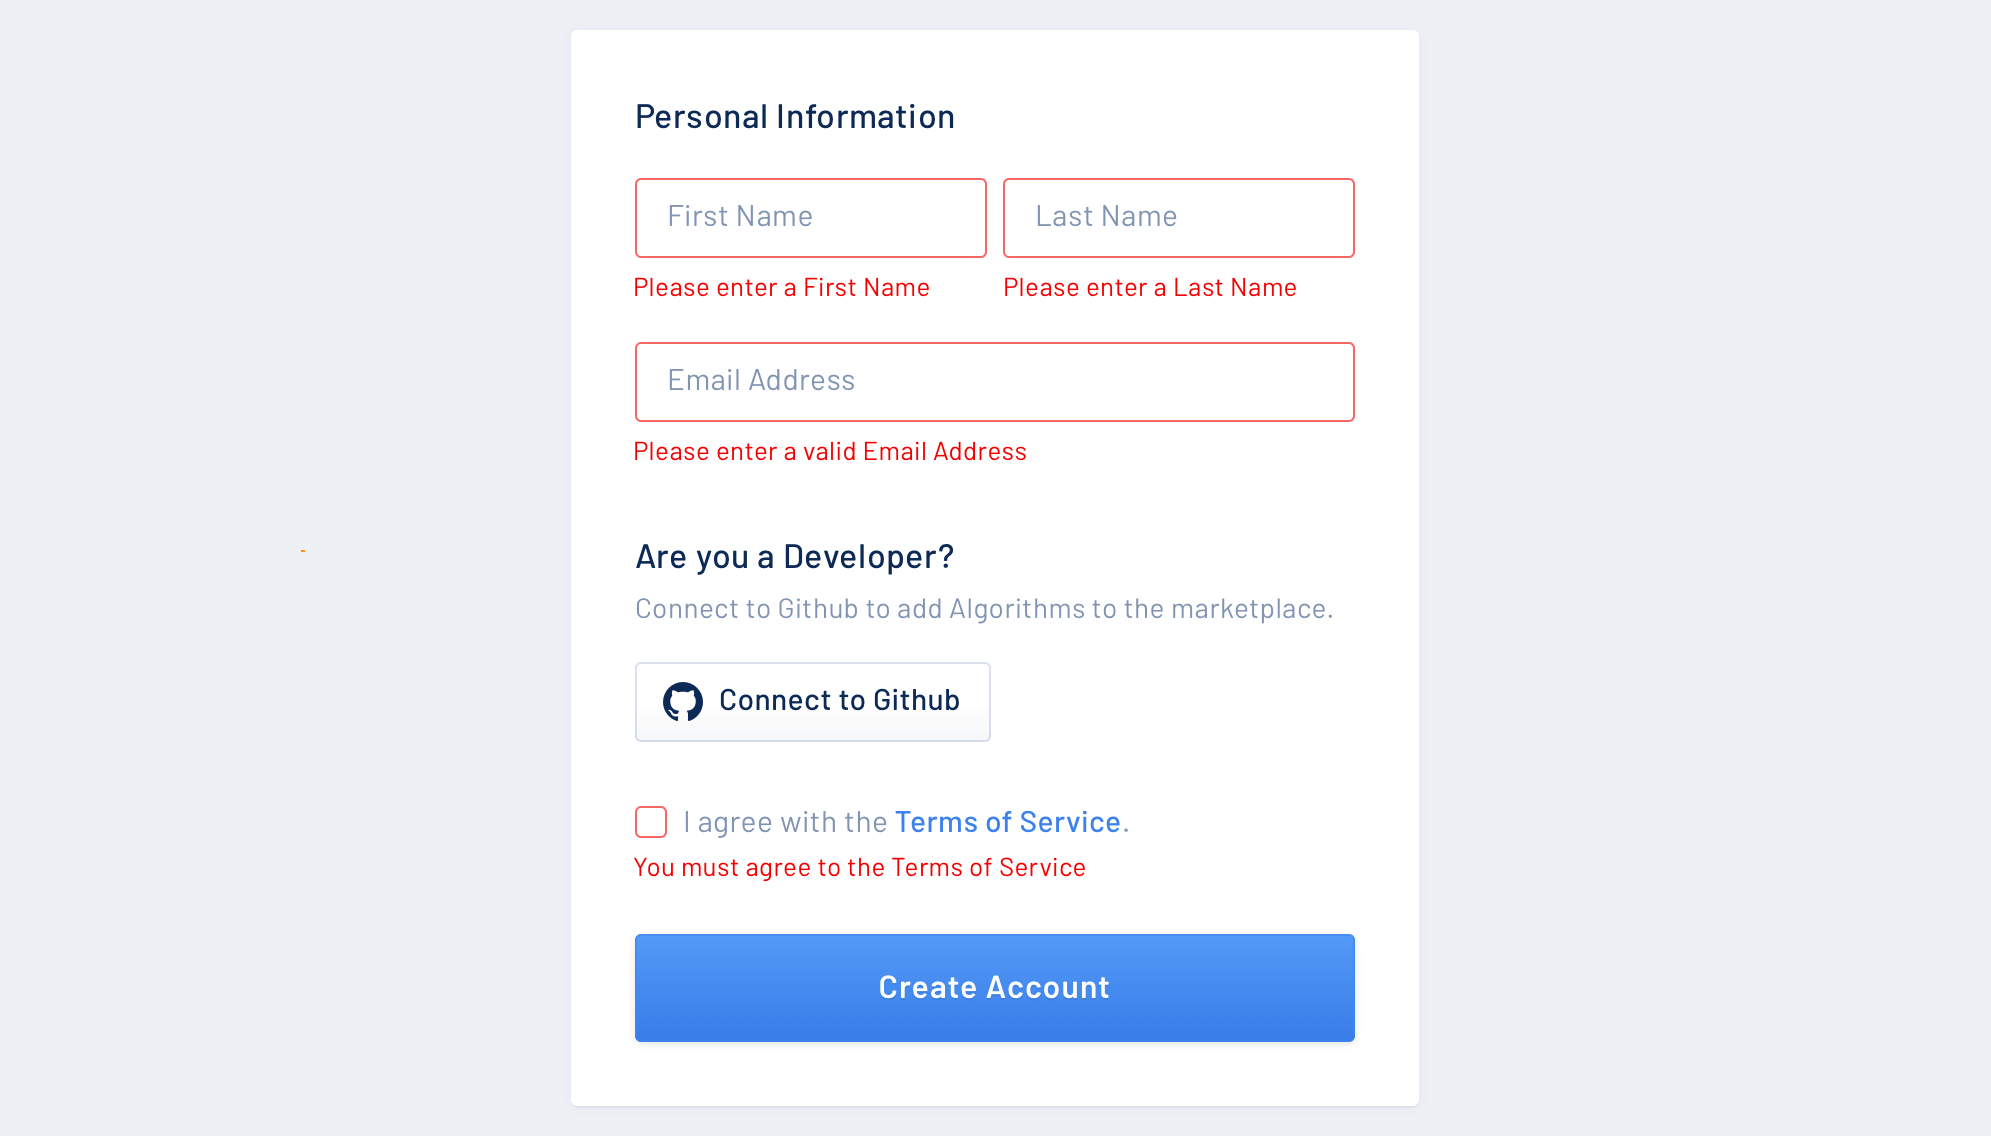 Personal Information
First Name
Last Name
Please enter a First Name
Please enter a Last Name
Email Address
Please enter a valid Email Address
Are you a Developer?
Connect to Github to add Algorithms to the marketplace.
Connect to Github
I agree with the Terms of Service.
You must agree to the Terms of Service
Create Account